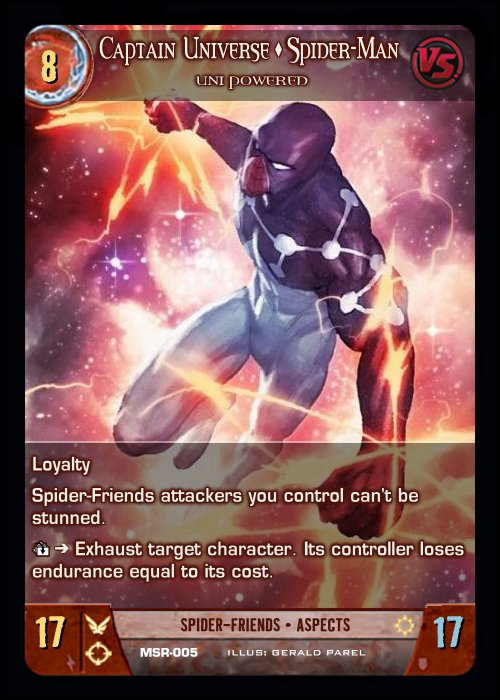 8
Captain Universe ♦ Spider-Man
VS.
UNI POWERED
Loyalty
Spider-Friends attackers you control can't be
stunned.
➔ Exhaust target character. Its controller loses
endurance equal to its cost.
17
SPIDER-FRIENDS • ASPECTS
17
MSR-005 ILLUS: GERALD PAREL